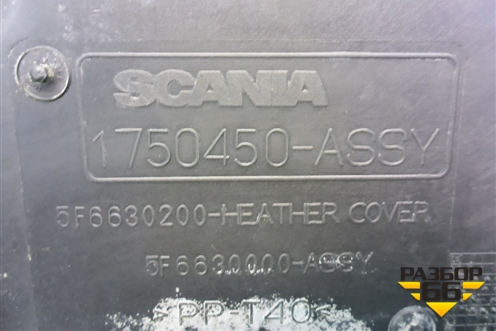 SCANIA
1750450-ASSY
5F6630200-HEATHER COVER
5F6630000-ASSY
>PP-T40<
РАЗБОР
66